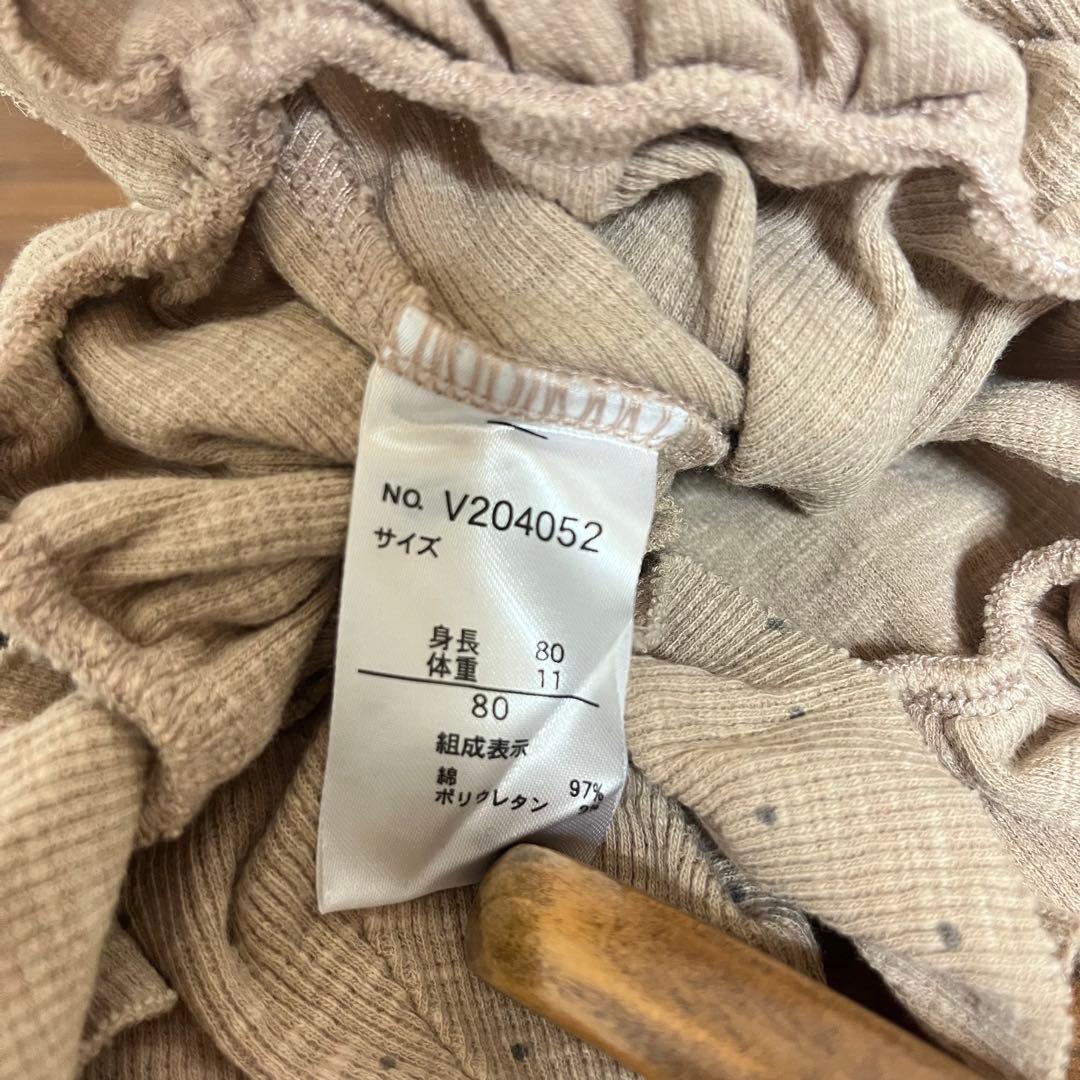 NO. V204052
サイズ
身長 80
体重 11
80
組成表示
綿 97%
ポリウレタン